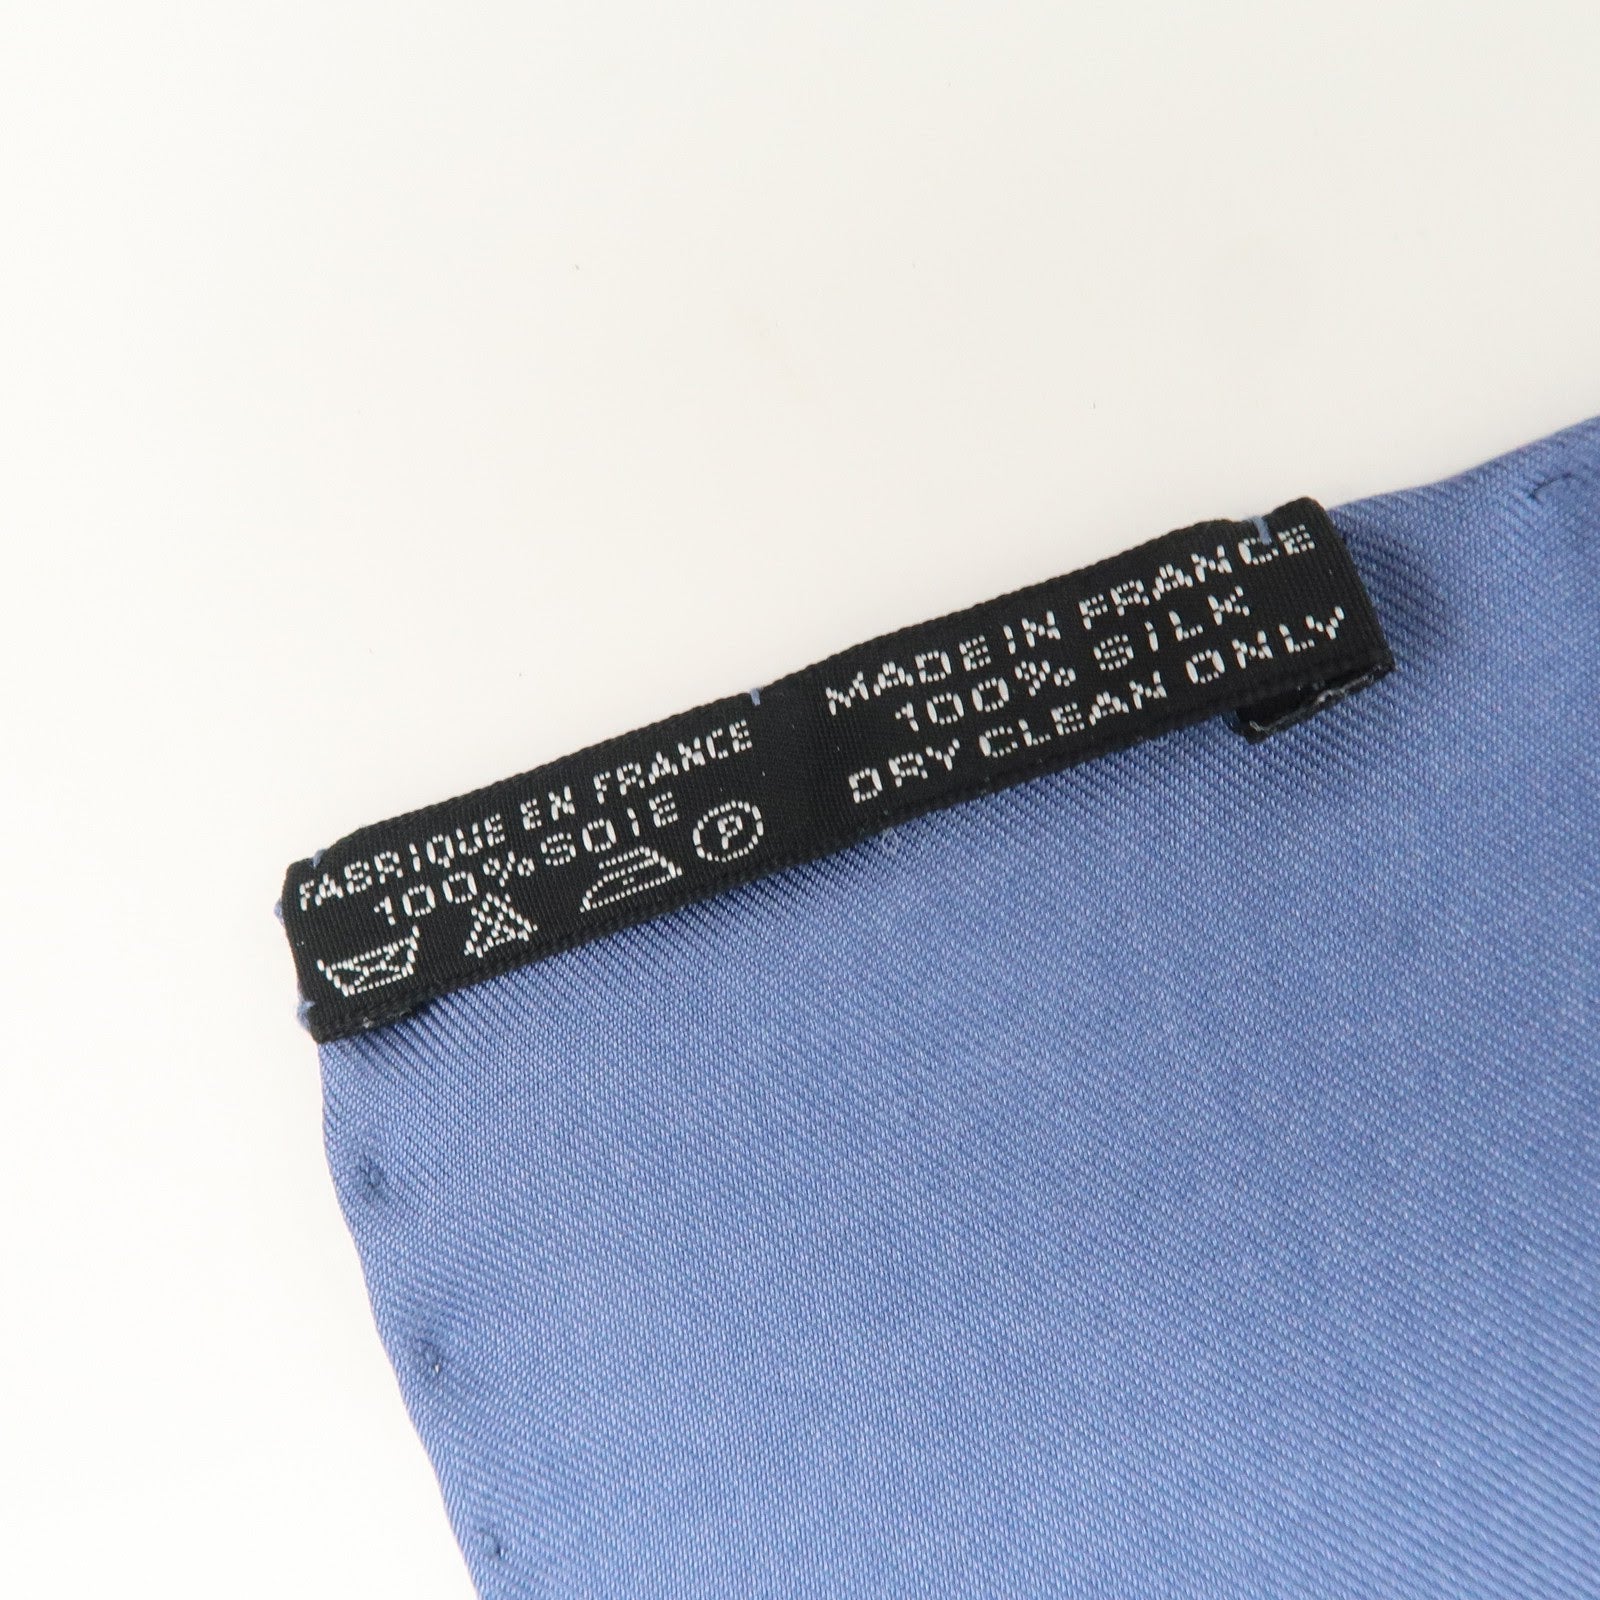 FABRIQUE EN FRANCE
100% SOIE
P
MADE IN FRANCE
100% SILK
DRY CLEAN ONLY